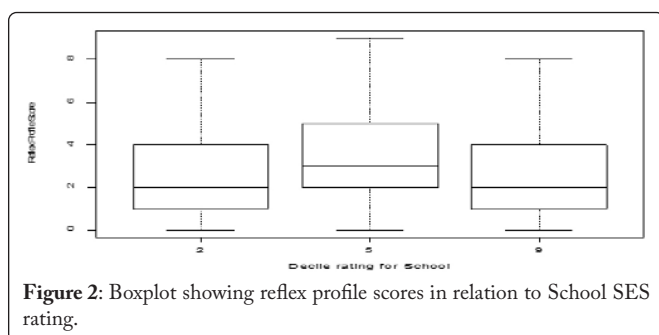 8
6
4
2
0
ReflexProfileScore
2 5 9
Decile rating for School
Figure 2: Boxplot showing reflex profile scores in relation to School SES
rating.